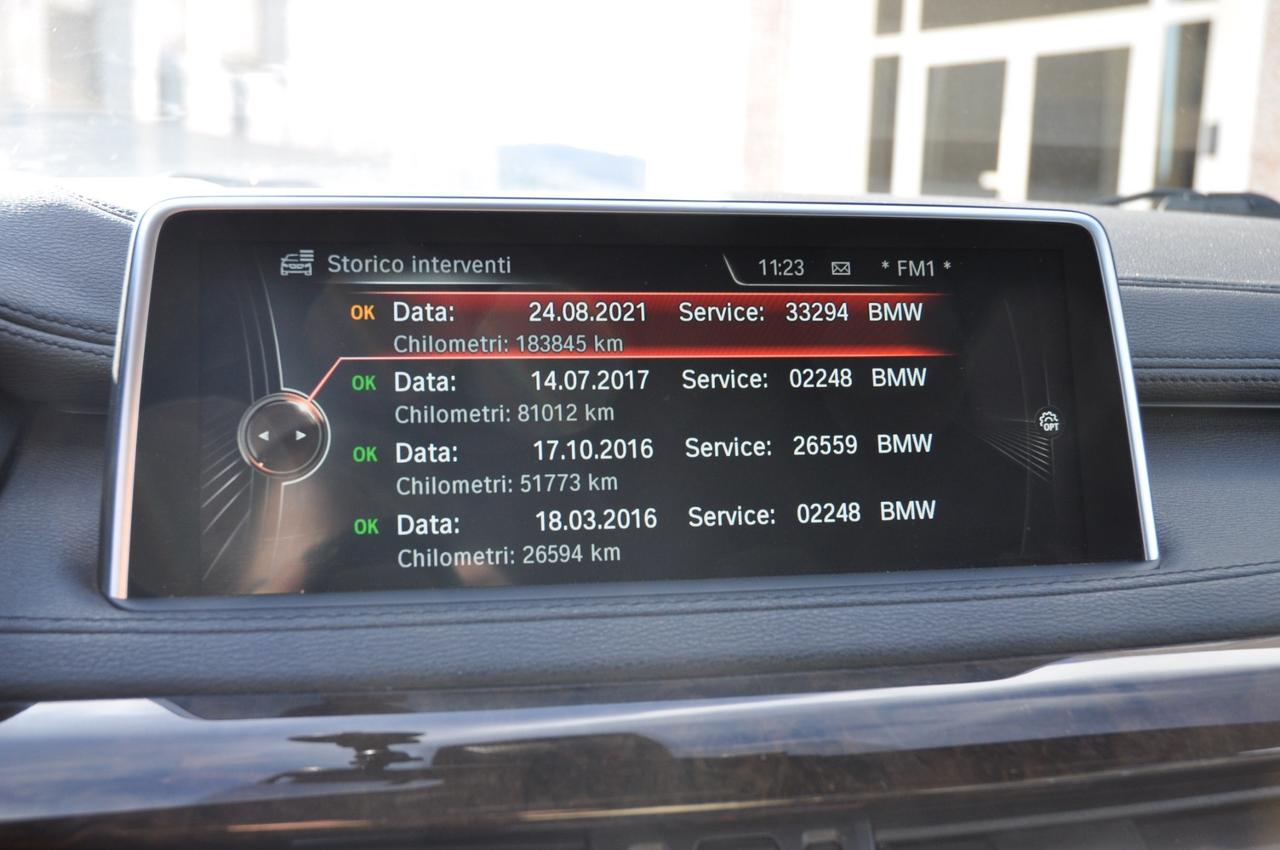 Storico interventi 11:23 * FM1 *
OK Data: 24.08.2021 Service: 33294 BMW
Chilometri: 183845 km
OK Data: 14.07.2017 Service: 02248 BMW
Chilometri: 81012 km
OPT
OK Data: 17.10.2016 Service: 26559 BMW
Chilometri: 51773 km
OK Data: 18.03.2016 Service: 02248 BMW
Chilometri: 26594 km